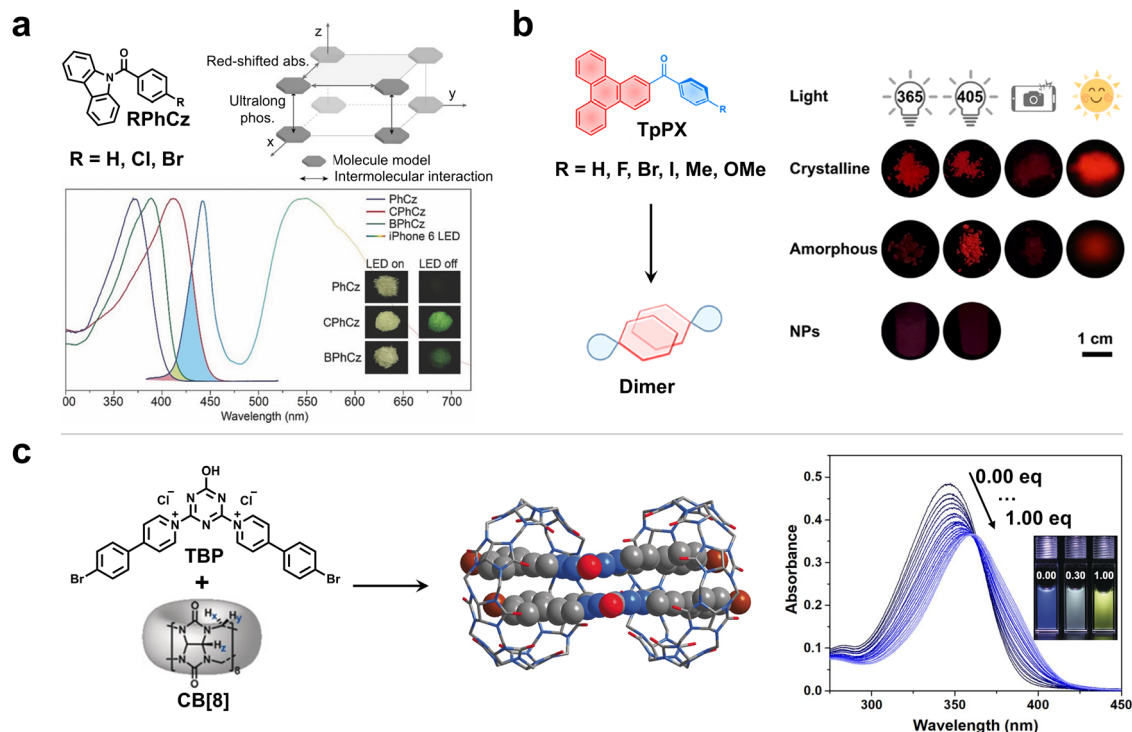 a
N
O
R
RPhCz
R = H, Cl, Br
z
Red-shifted abs.
Ultralong
phos.
y
x
Molecule model
Intermolecular interaction
PhCz
CPhCz
BPhCz
iPhone 6 LED
LED on LED off
PhCz
CPhCz
BPhCz
00 350 400 450 500 550 600 650 700
Wavelength (nm)
b
O
R
TpPX
R = H, F, Br, I, Me, OMe
Dimer
Light
365 405
Crystalline
Amorphous
NPs
1 cm
c
OH
Cl− Cl−
N N
N+ N N+
TBP
Br Br
+
O
Hx Hy
N N
Hz
N N
O
8
CB[8]
0.00 eq
...
1.00 eq
0.00 0.30 1.00
Absorbance
0.5
0.4
0.3
0.2
0.1
0.0
300 350 400 450
Wavelength (nm)